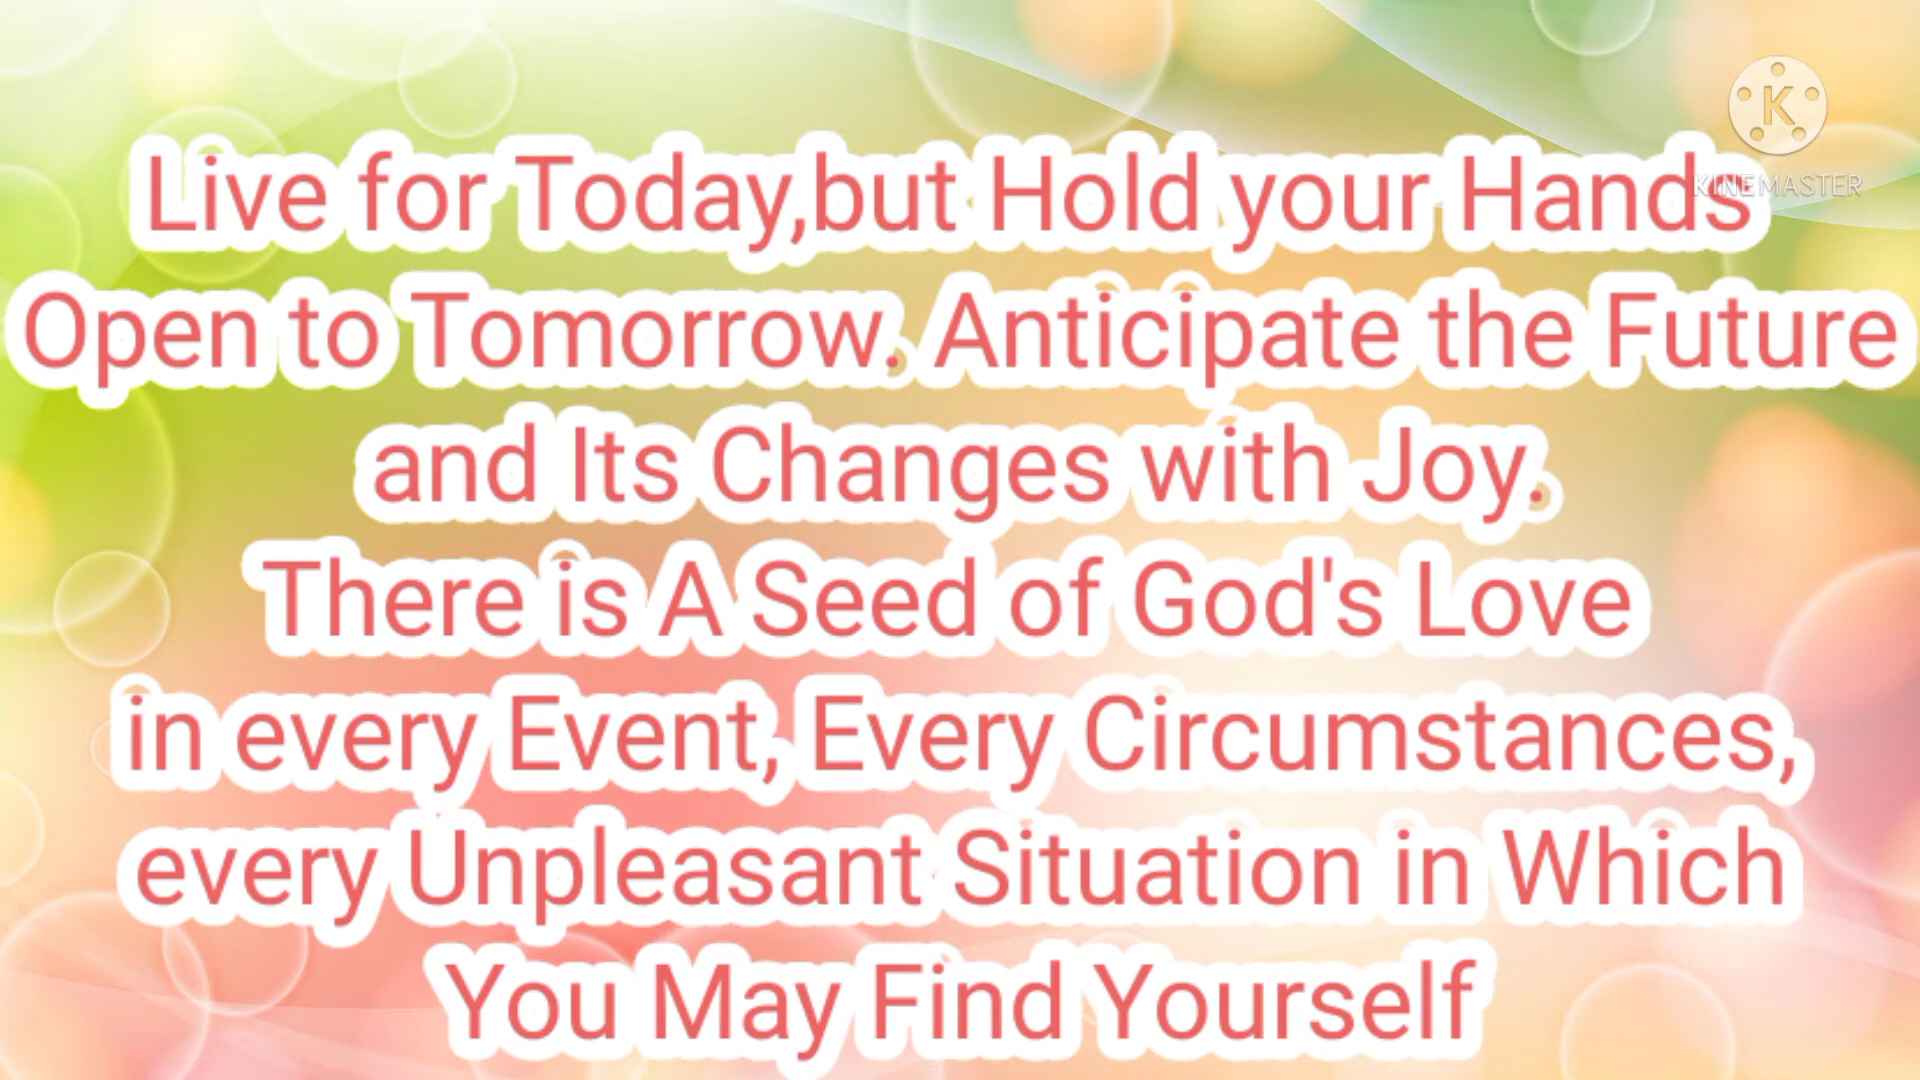 K
KINEMASTER
Live for Today,but Hold your Hands
Open to Tomorrow. Anticipate the Future
and Its Changes with Joy.
There is A Seed of God's Love
in every Event, Every Circumstances,
every Unpleasant Situation in Which
You May Find Yourself